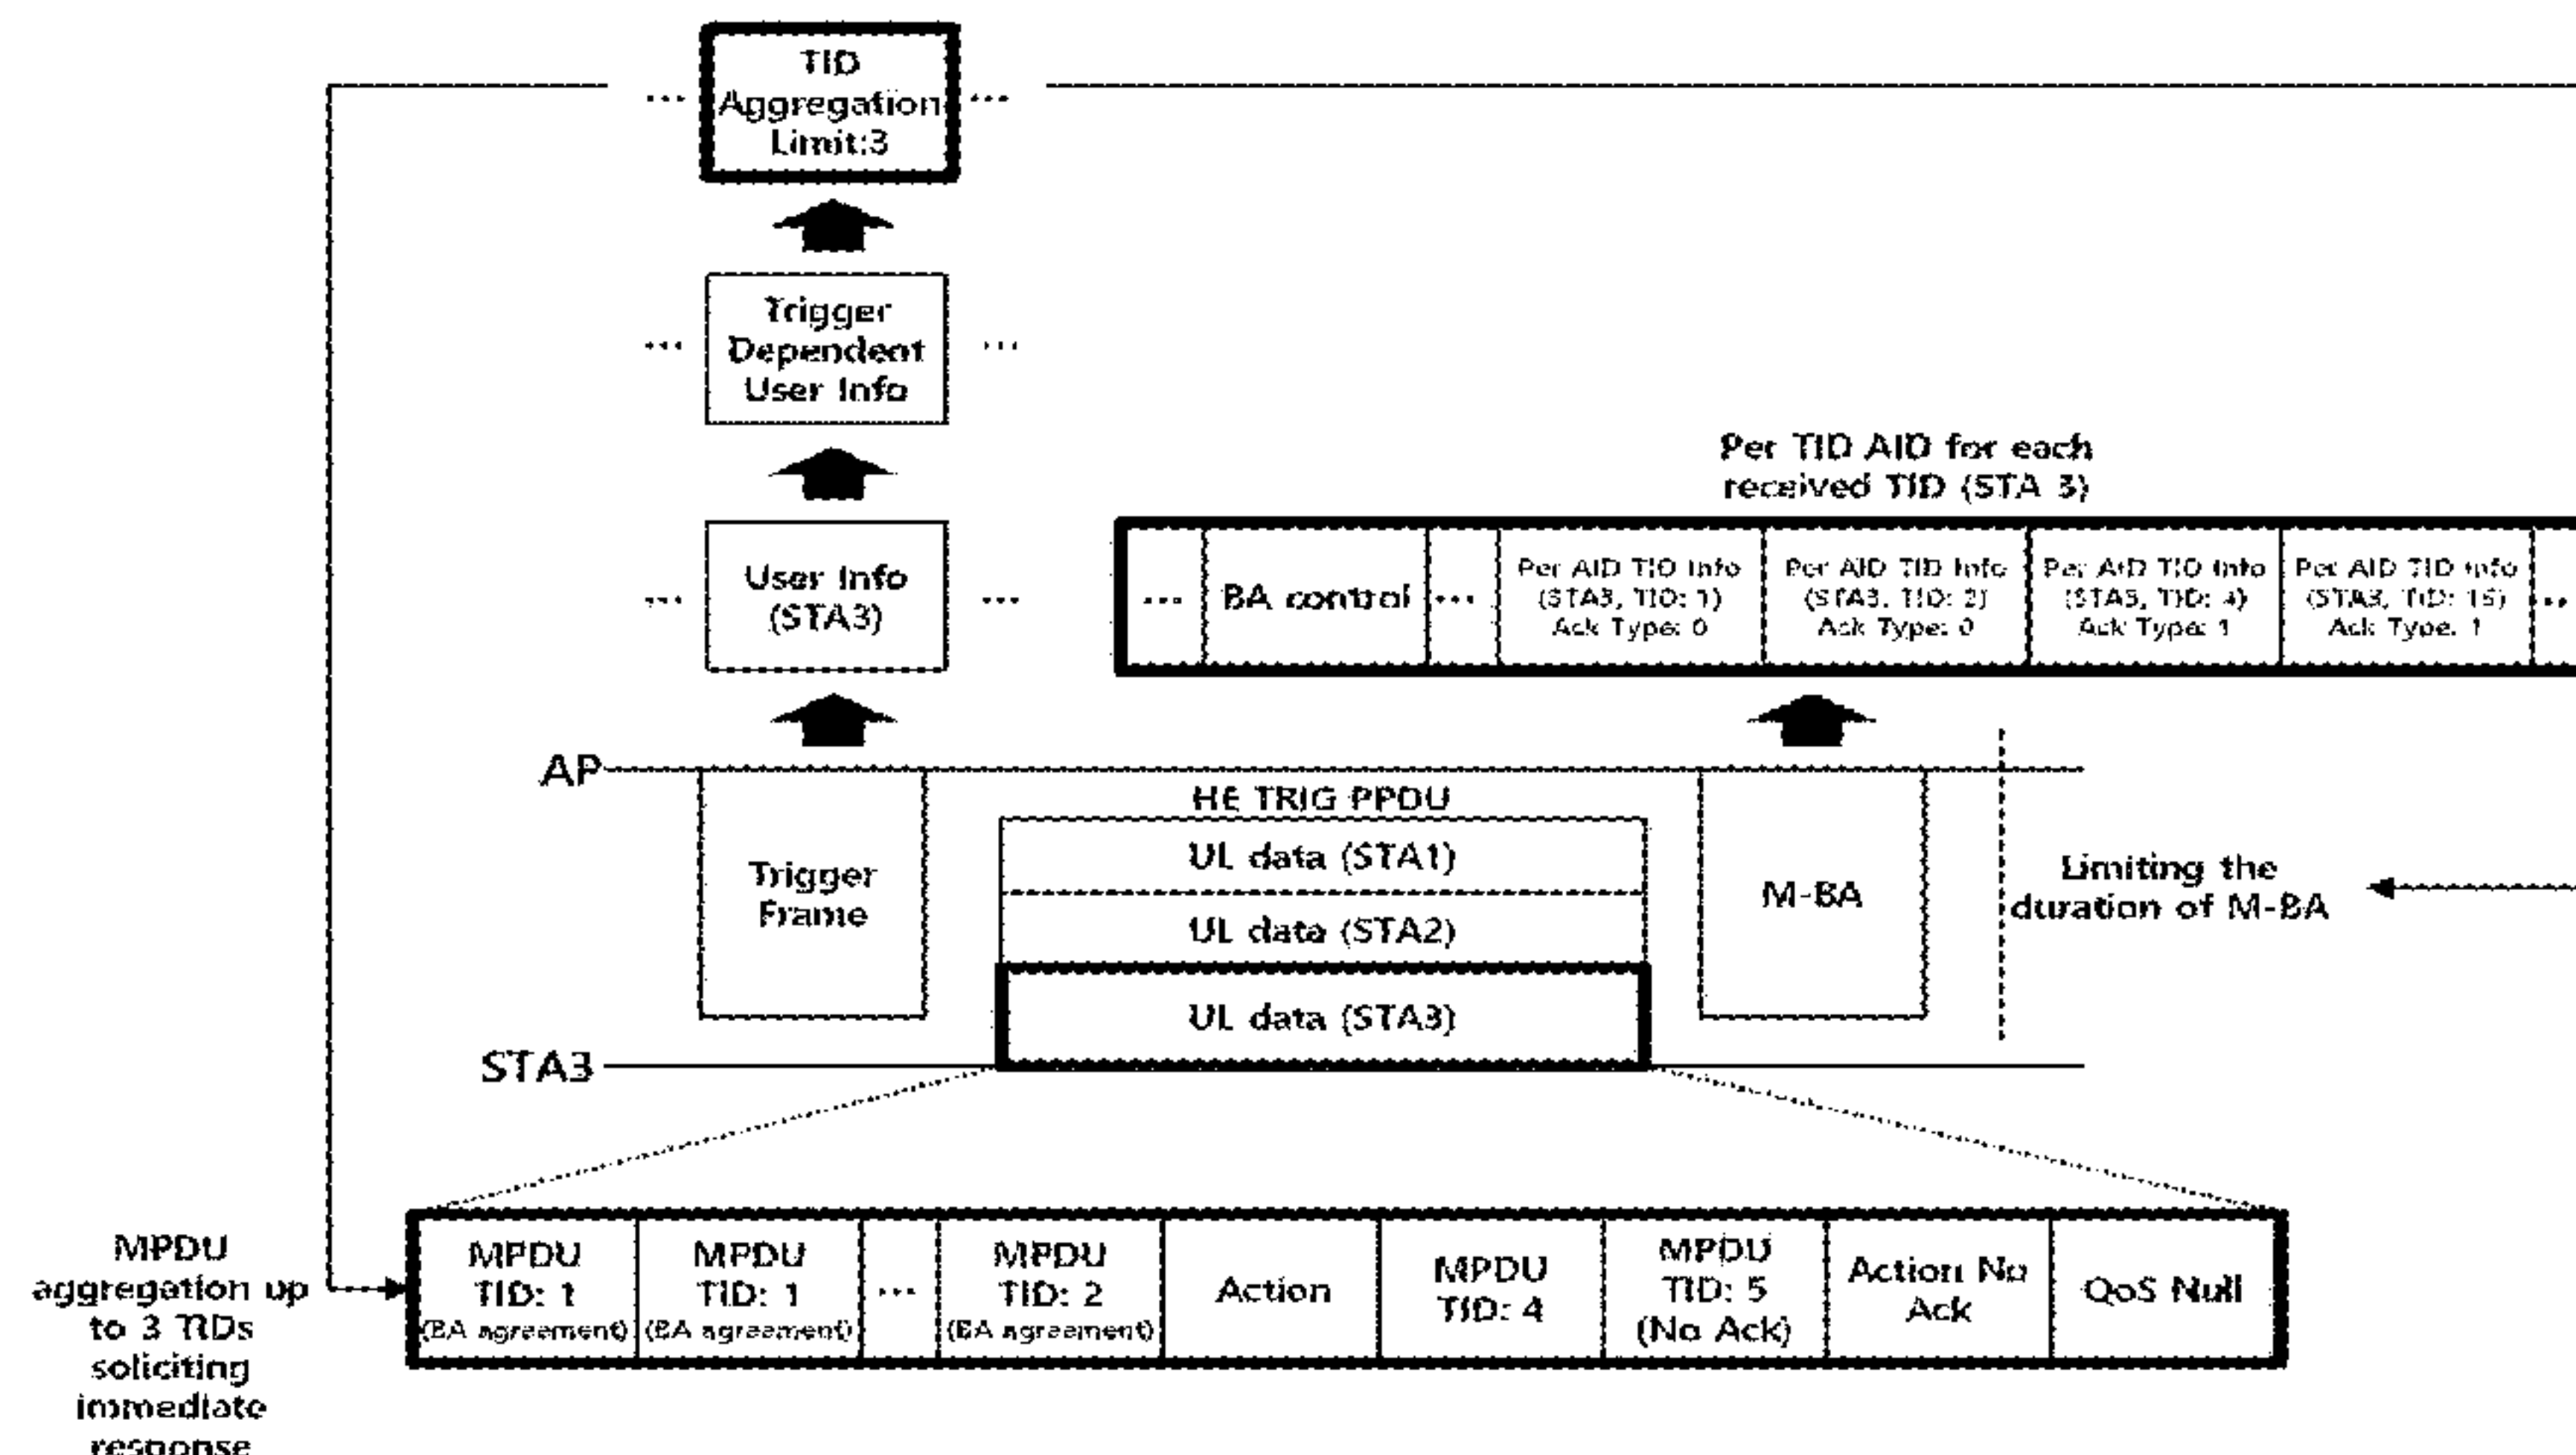 TID
Aggregation
Limit:3
Trigger
Dependent
User Info
Per TID AID for each
received TID (STA 3)
User Info
(STA3)
BA control
Per AID TID Info
(STA3, TID: 1)
Ack Type: 0
Per AID TID Info
(STA3, TID: 2)
Ack Type: 0
Per AID TID Info
(STA3, TID: 4)
Ack Type: 1
Per AID TID Info
(STA3, TID: 15)
Ack Type: 1
AP
HE TRIG PPDU
Trigger
Frame
UL data (STA1)
UL data (STA2)
UL data (STA3)
M-BA
Limiting the
duration of M-BA
STA3
MPDU
aggregation up
to 3 TIDs
soliciting
immediate
response
MPDU
TID: 1
(BA agreement)
MPDU
TID: 1
(BA agreement)
...
MPDU
TID: 2
(BA agreement)
Action
MPDU
TID: 4
MPDU
TID: 5
(No Ack)
Action No
Ack
QoS Null